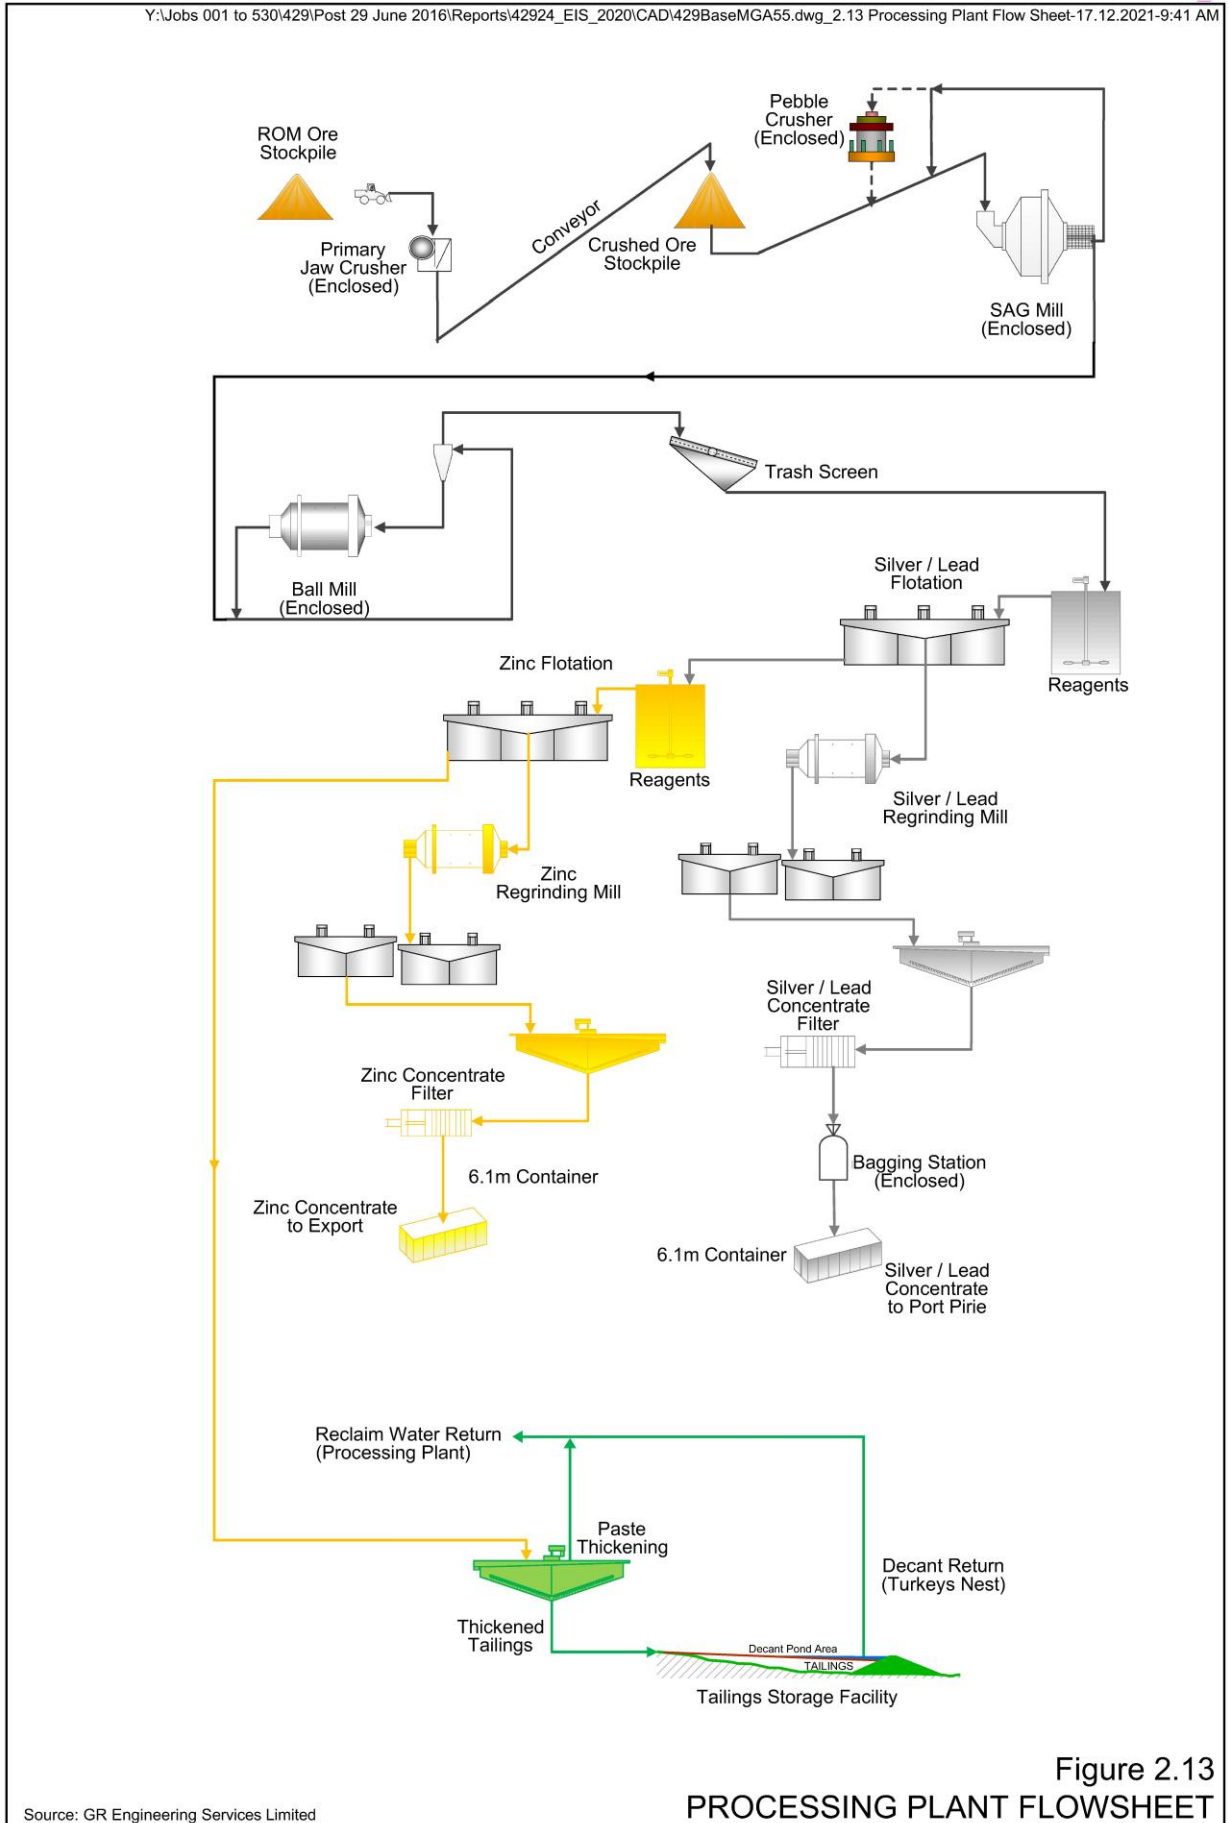 Y:\Jobs 001 to 530\429\Post 29 June 2016\Reports\42924_EIS_2020\CAD\429BaseMGA55.dwg_2.13 Processing Plant Flow Sheet-17.12.2021-9:41 AM
Pebble
Crusher
(Enclosed)
ROM Ore
Stockpile
Conveyor
Primary
Jaw Crusher
(Enclosed)
Crushed Ore
Stockpile
SAG Mill
(Enclosed)
Trash Screen
Ball Mill
(Enclosed)
Silver / Lead
Flotation
Reagents
Zinc Flotation
Reagents
Silver / Lead
Regrinding Mill
Zinc
Regrinding Mill
Silver / Lead
Concentrate
Filter
Zinc Concentrate
Filter
Bagging Station
(Enclosed)
6.1m Container
Zinc Concentrate
to Export
6.1m Container
Silver / Lead
Concentrate
to Port Pirie
Reclaim Water Return
(Processing Plant)
Paste
Thickening
Decant Return
(Turkeys Nest)
Thickened
Tailings
Decant Pond Area
TAILINGS
Tailings Storage Facility
Figure 2.13
PROCESSING PLANT FLOWSHEET
Source: GR Engineering Services Limited